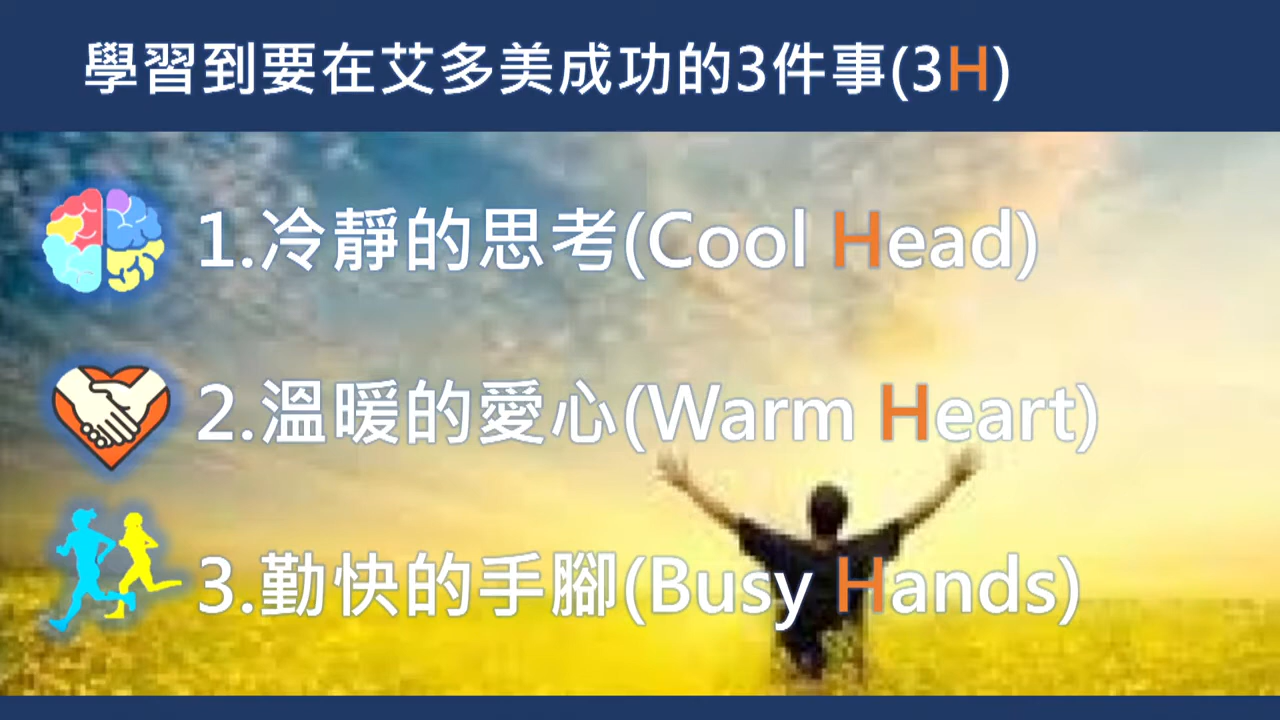 學習到要在艾多美成功的3件事(3H)
1.冷靜的思考(Cool Head)
2.溫暖的愛心(Warm Heart)
3.勤快的手腳(Busy Hands)